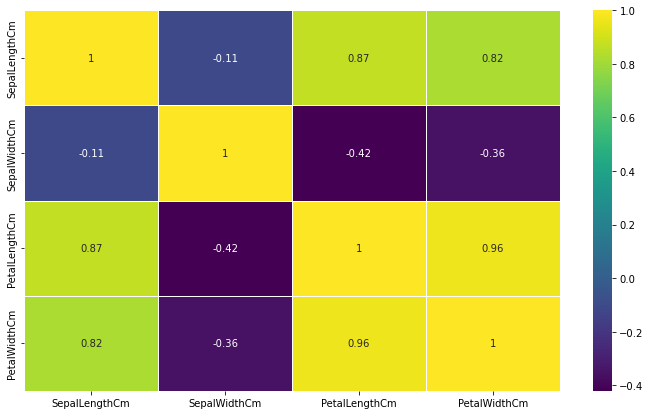 SepalLengthCm 1 -0.11 0.87 0.82
SepalWidthCm -0.11 1 -0.42 -0.36
PetalLengthCm 0.87 -0.42 1 0.96
PetalWidthCm 0.82 -0.36 0.96 1
SepalLengthCm SepalWidthCm PetalLengthCm PetalWidthCm
1.0
0.8
0.6
0.4
0.2
0.0
−0.2
−0.4